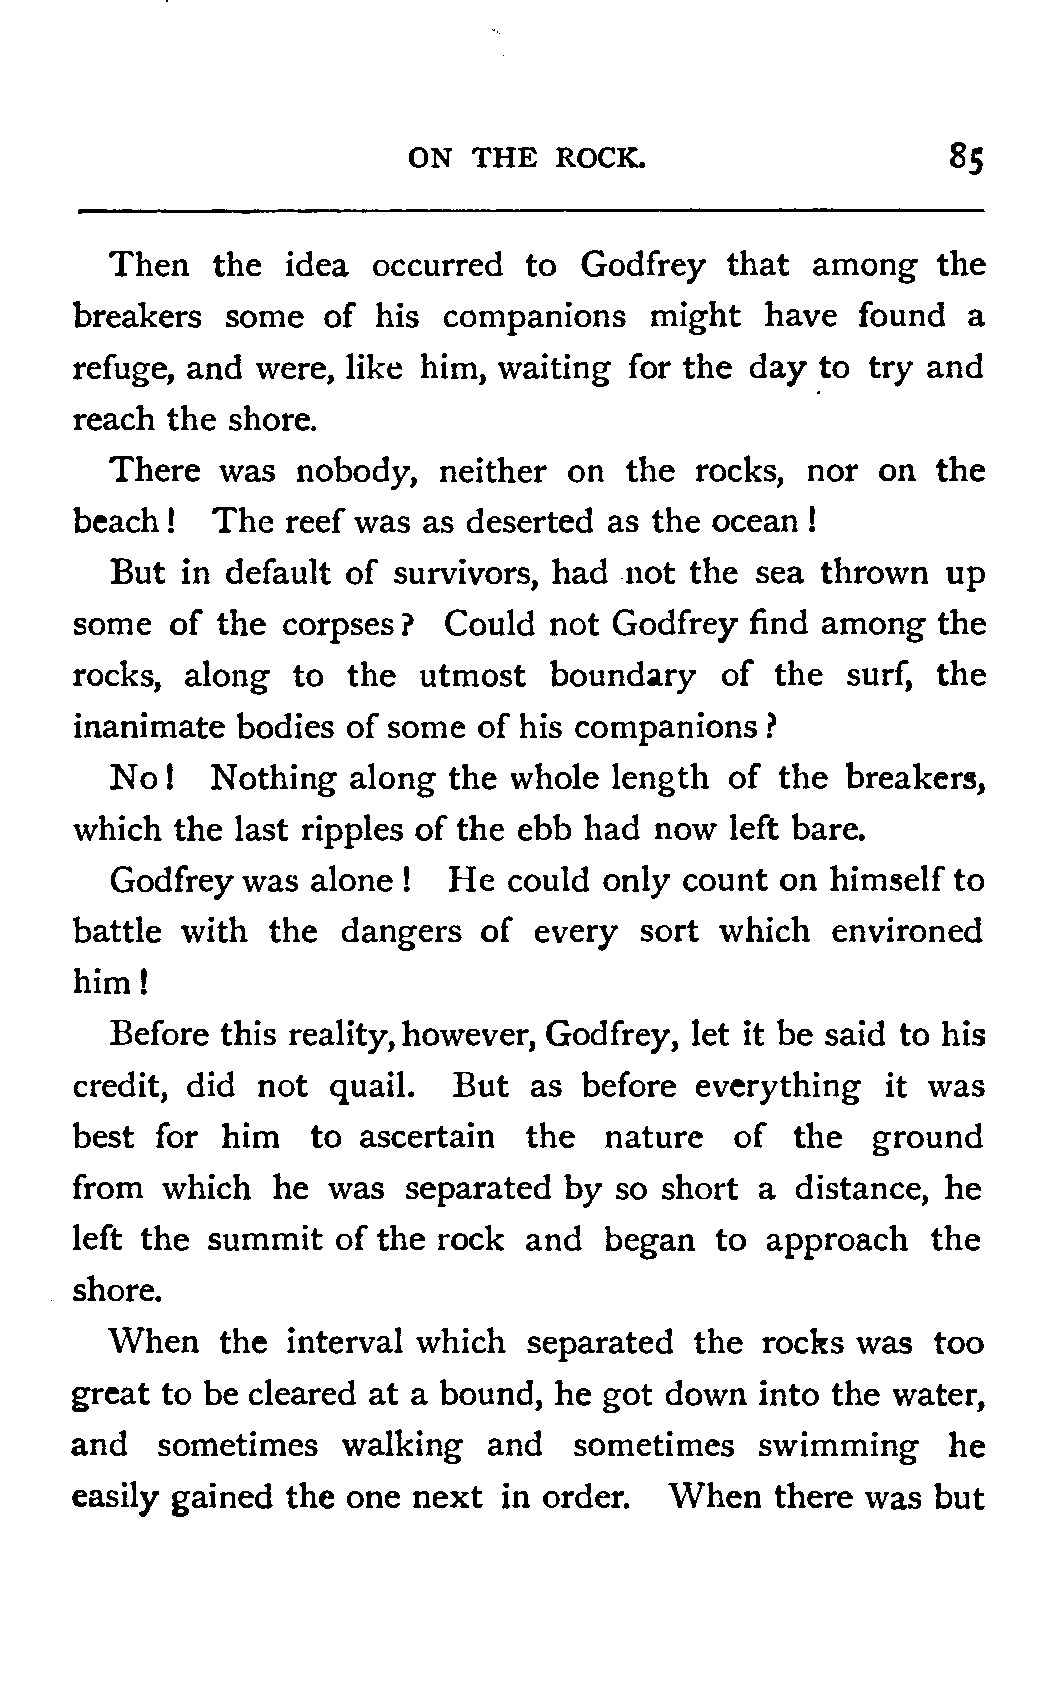 ON THE ROCK. 85
Then the idea occurred to Godfrey that among the
breakers some of his companions might have found a
refuge, and were, like him, waiting for the day to try and
reach the shore.
There was nobody, neither on the rocks, nor on the
beach! The reef was as deserted as the ocean!
But in default of survivors, had not the sea thrown up
some of the corpses? Could not Godfrey find among the
rocks, along to the utmost boundary of the surf, the
inanimate bodies of some of his companions?
No! Nothing along the whole length of the breakers,
which the last ripples of the ebb had now left bare.
Godfrey was alone! He could only count on himself to
battle with the dangers of every sort which environed
him!
Before this reality, however, Godfrey, let it be said to his
credit, did not quail. But as before everything it was
best for him to ascertain the nature of the ground
from which he was separated by so short a distance, he
left the summit of the rock and began to approach the
shore.
When the interval which separated the rocks was too
great to be cleared at a bound, he got down into the water,
and sometimes walking and sometimes swimming he
easily gained the one next in order. When there was but